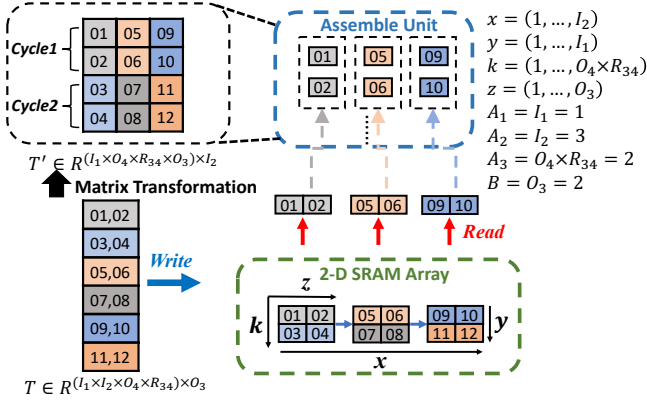 Cycle1
Cycle2
01 05 09
02 06 10
03 07 11
04 08 12
T′ ∈ R^{(I₁×O₄×R₃₄×O₃)×I₂}
Matrix Transformation
01,02
03,04
05,06
07,08
09,10
11,12
T ∈ R^{(I₁×I₂×O₄×R₃₄)×O₃}
Write
Assemble Unit
01 05 09
02 06 10
01 02 05 06 09 10
Read
2-D SRAM Array
z
k
01 02 05 06 09 10
03 04 07 08 11 12
y
x
x = (1, …, I₂)
y = (1, …, I₁)
k = (1, …, O₄×R₃₄)
z = (1, …, O₃)
A₁ = I₁ = 1
A₂ = I₂ = 3
A₃ = O₄×R₃₄ = 2
B = O₃ = 2